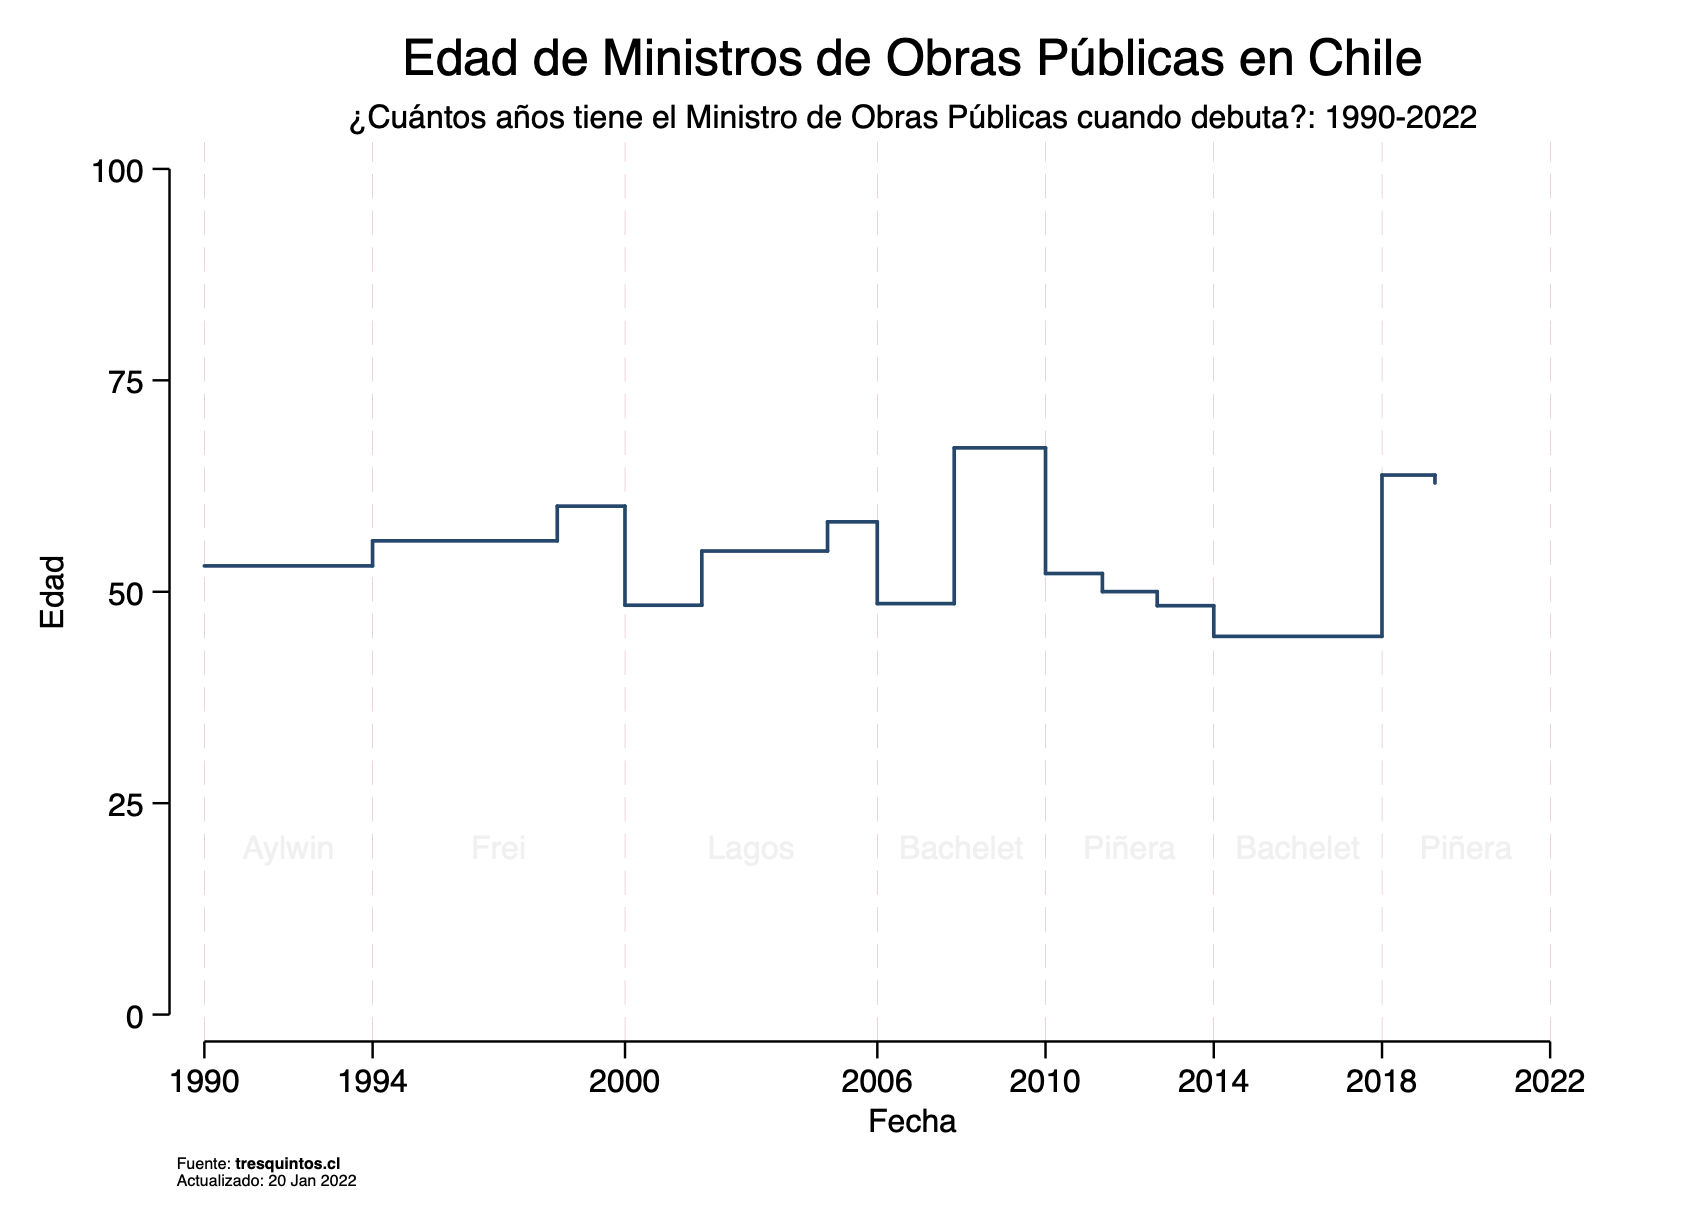 Edad de Ministros de Obras Públicas en Chile
¿Cuántos años tiene el Ministro de Obras Públicas cuando debuta?: 1990-2022
100
75
50
25
0
Edad
Aylwin Frei Lagos Bachelet Piñera Bachelet Piñera
1990 1994 2000 2006 2010 2014 2018 2022
Fecha
Fuente: tresquintos.cl
Actualizado: 20 Jan 2022